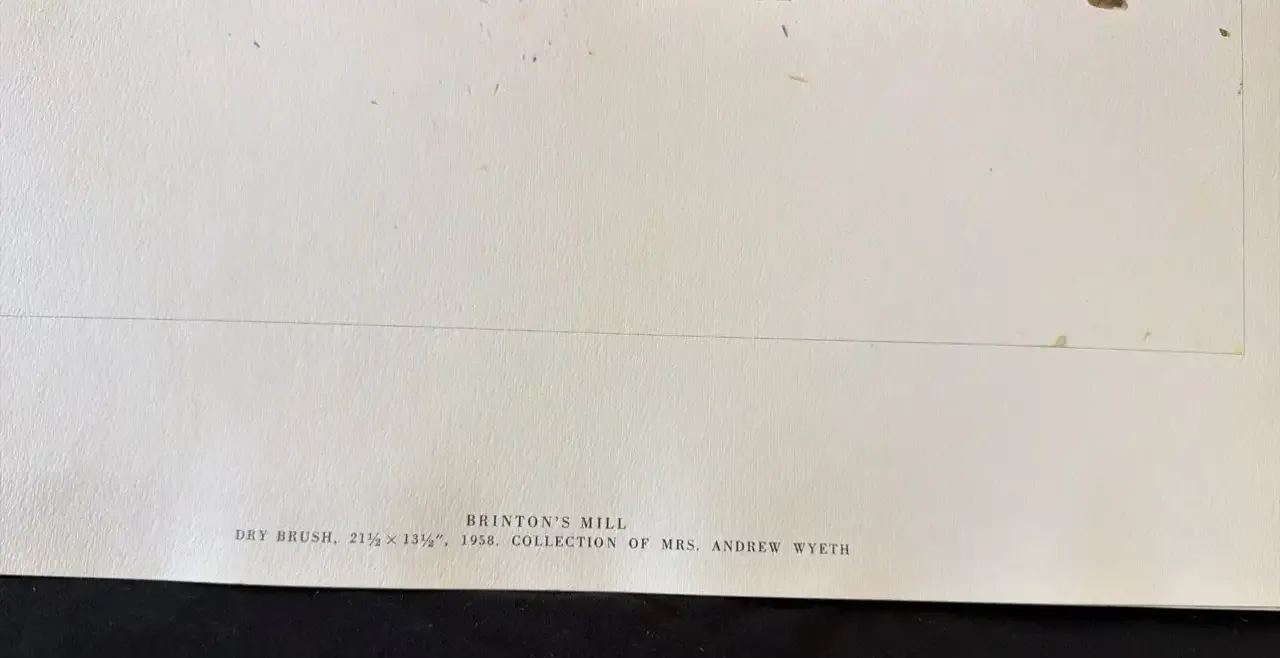 BRINTON'S MILL
DRY BRUSH, 21½ × 13½″, 1958. COLLECTION OF MRS. ANDREW WYETH